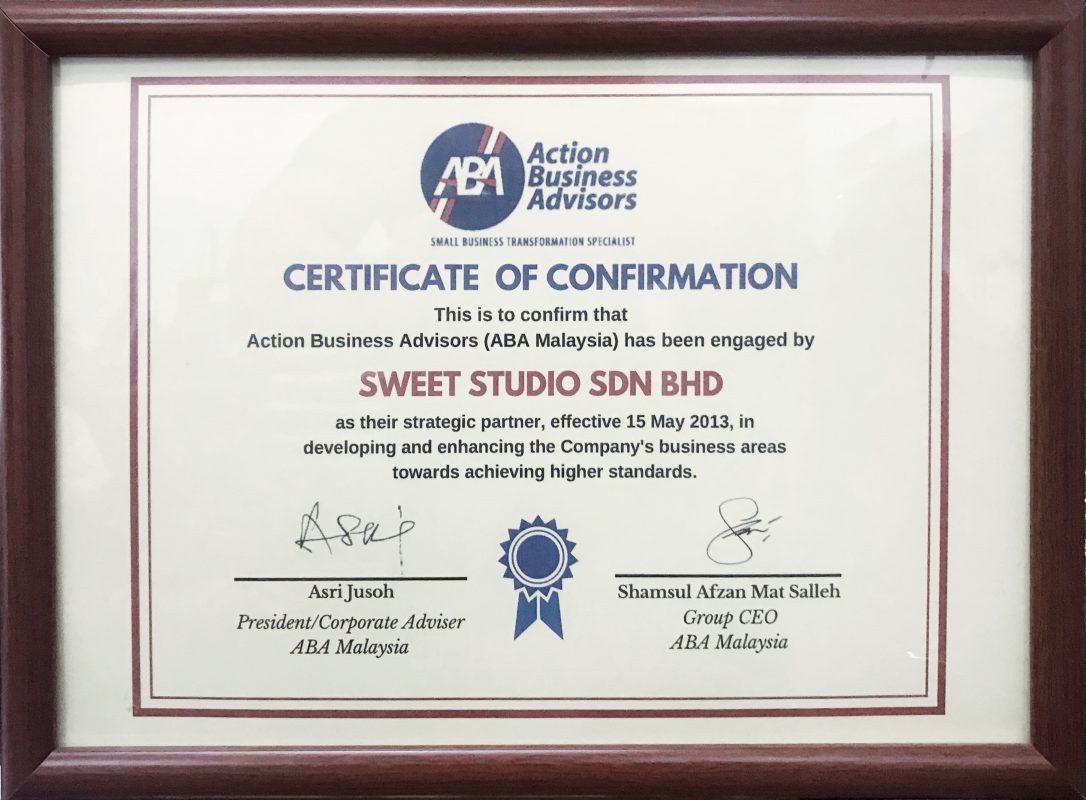 ABA
Action
Business
Advisors
SMALL BUSINESS TRANSFORMATION SPECIALIST
CERTIFICATE OF CONFIRMATION
This is to confirm that
Action Business Advisors (ABA Malaysia) has been engaged by
SWEET STUDIO SDN BHD
as their strategic partner, effective 15 May 2013, in
developing and enhancing the Company's business areas
towards achieving higher standards.
Asri Jusoh
President/Corporate Adviser
ABA Malaysia
Shamsul Afzan Mat Salleh
Group CEO
ABA Malaysia